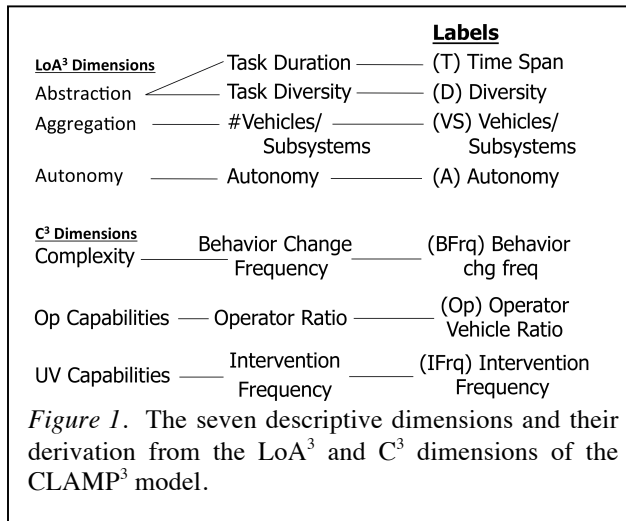 Labels
LoA³ Dimensions
Task Duration (T) Time Span
Abstraction Task Diversity (D) Diversity
Aggregation #Vehicles/ (VS) Vehicles/
Subsystems Subsystems
Autonomy Autonomy (A) Autonomy
C³ Dimensions
Complexity Behavior Change (BFrq) Behavior
Frequency chg freq
Op Capabilities Operator Ratio (Op) Operator
Vehicle Ratio
UV Capabilities Intervention (IFrq) Intervention
Frequency Frequency
Figure 1. The seven descriptive dimensions and their
derivation from the LoA³ and C³ dimensions of the
CLAMP³ model.